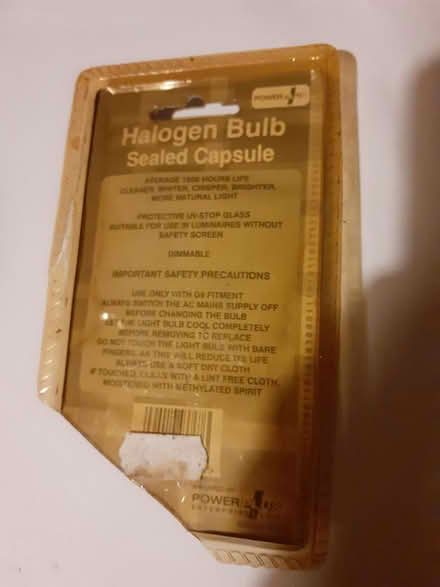 POWER PLUS
Halogen Bulb
Sealed Capsule
AVERAGE 1500 HOURS LIFE
CLEANER, WHITER, CRISPER, BRIGHTER,
MORE NATURAL LIGHT
PROTECTIVE UV-STOP GLASS
SUITABLE FOR USE IN LUMINAIRES WITHOUT
SAFETY SCREEN
DIMMABLE
IMPORTANT SAFETY PRECAUTIONS
USE ONLY WITH G9 FITMENT
ALWAYS SWITCH THE AC MAINS SUPPLY OFF
BEFORE CHANGING THE BULB
LET THE LIGHT BULB COOL COMPLETELY
BEFORE REMOVING TO REPLACE
DO NOT TOUCH THE LIGHT BULB WITH BARE
FINGERS, AS THIS WILL REDUCE ITS LIFE
ALWAYS USE A SOFT DRY CLOTH
IF TOUCHED, CLEAN WITH A LINT FREE CLOTH,
MOISTENED WITH METHYLATED SPIRIT
POWER PLUS
ENTERPRISE